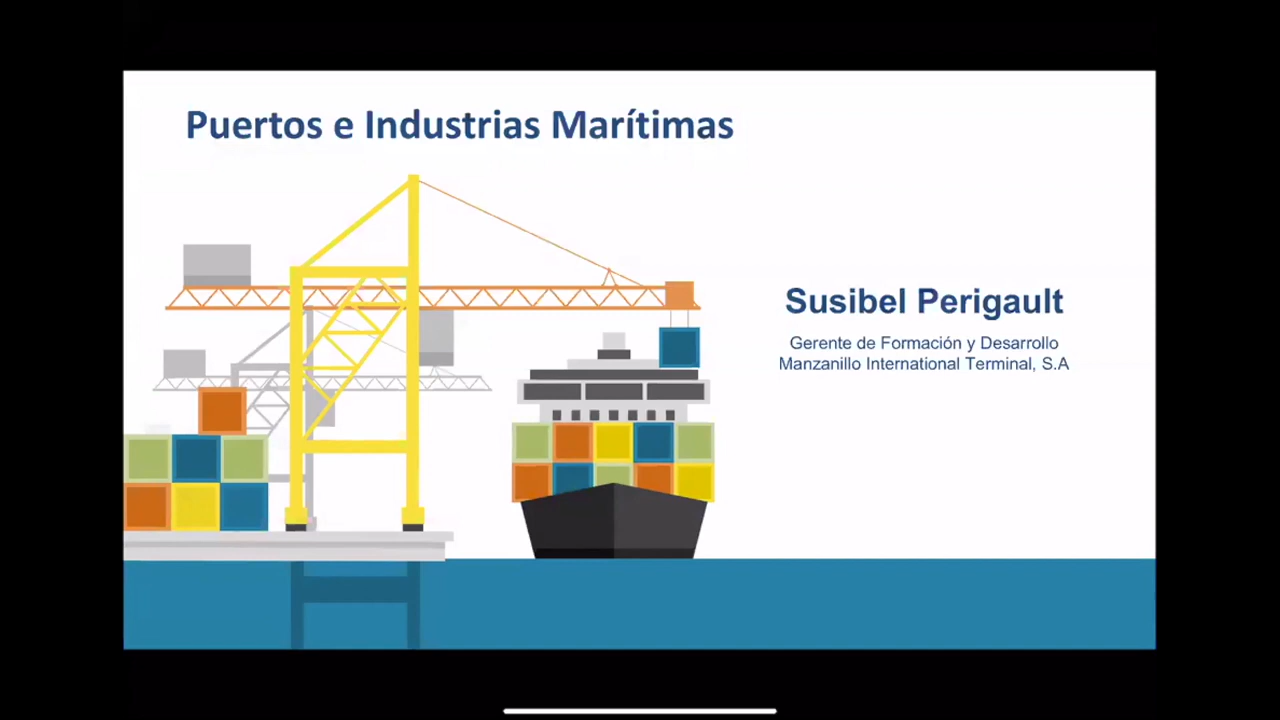 Puertos e Industrias Marítimas
Susibel Perigault
Gerente de Formación y Desarrollo
Manzanillo International Terminal, S.A